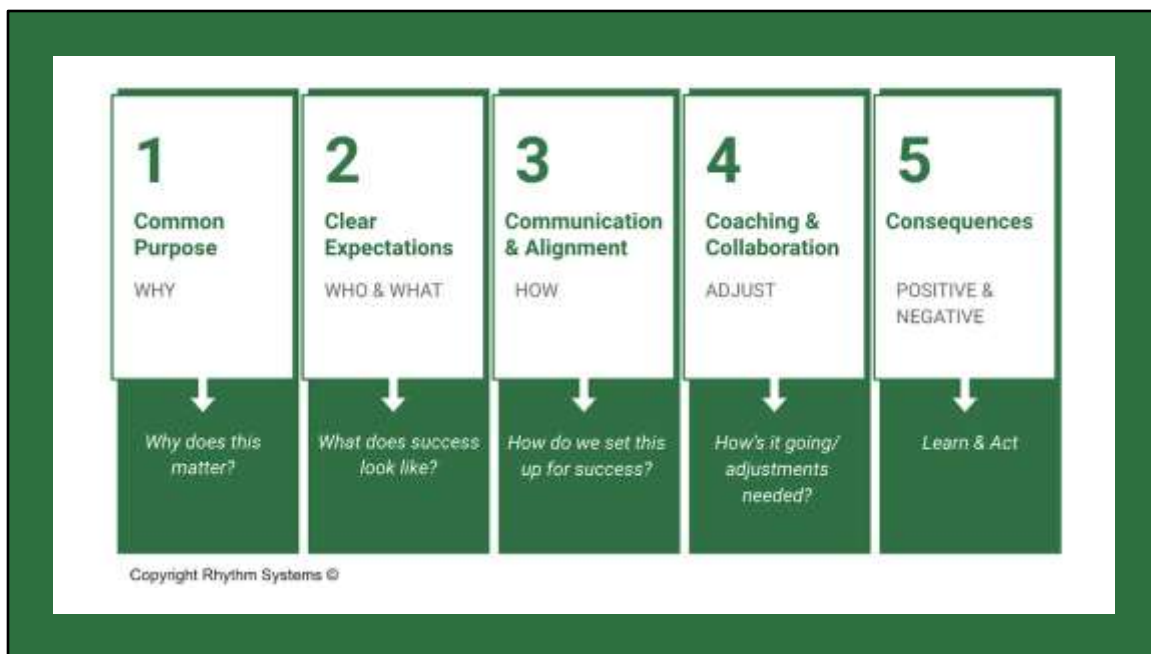 1
Common
Purpose
WHY
Why does this
matter?
2
Clear
Expectations
WHO & WHAT
What does success
look like?
3
Communication
& Alignment
HOW
How do we set this
up for success?
4
Coaching &
Collaboration
ADJUST
How's it going/
adjustments
needed?
5
Consequences
POSITIVE &
NEGATIVE
Learn & Act
Copyright Rhythm Systems ©